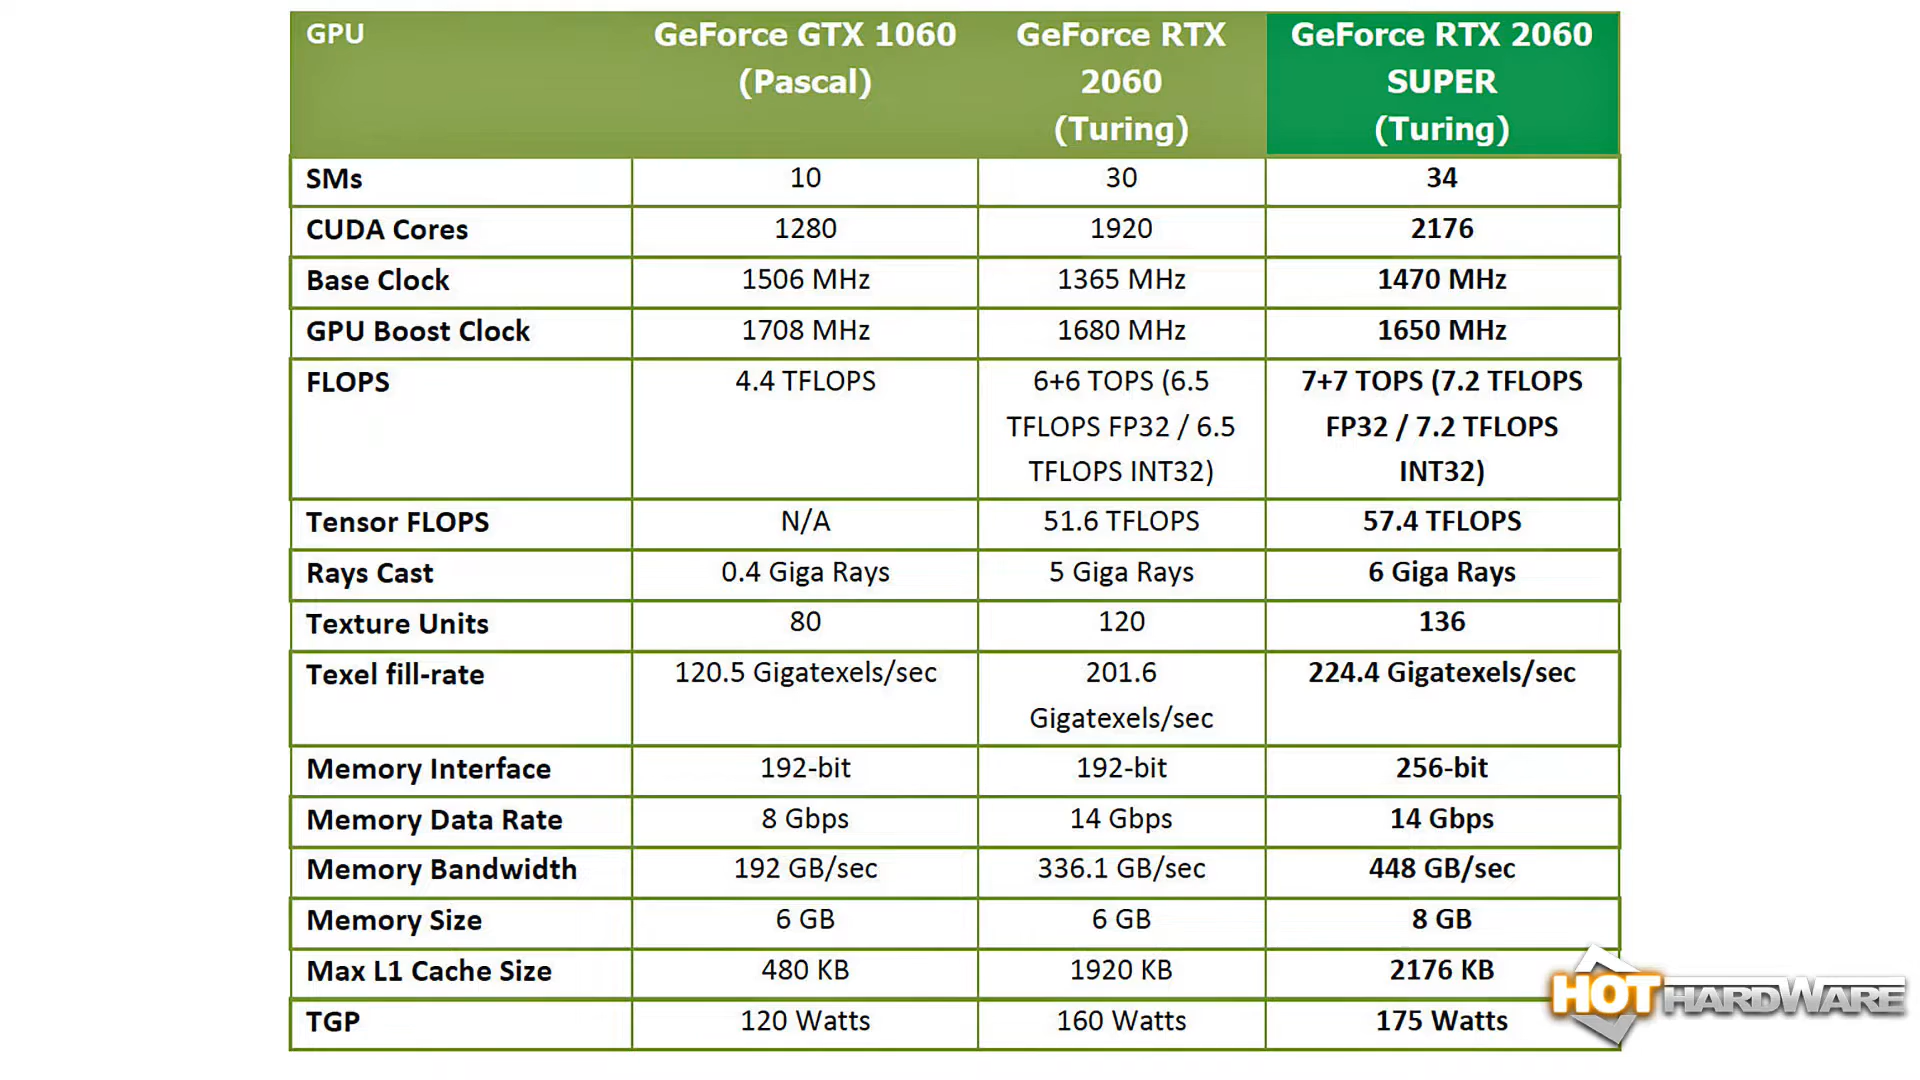 GPU
GeForce GTX 1060
(Pascal)
GeForce RTX
2060
(Turing)
GeForce RTX 2060
SUPER
(Turing)
SMs 10 30 34
CUDA Cores 1280 1920 2176
Base Clock 1506 MHz 1365 MHz 1470 MHz
GPU Boost Clock 1708 MHz 1680 MHz 1650 MHz
FLOPS
4.4 TFLOPS
6+6 TOPS (6.5
TFLOPS FP32 / 6.5
TFLOPS INT32)
7+7 TOPS (7.2 TFLOPS
FP32 / 7.2 TFLOPS
INT32)
Tensor FLOPS N/A 51.6 TFLOPS 57.4 TFLOPS
Rays Cast 0.4 Giga Rays 5 Giga Rays 6 Giga Rays
Texture Units 80 120 136
Texel fill-rate
120.5 Gigatexels/sec
201.6
Gigatexels/sec
224.4 Gigatexels/sec
Memory Interface 192-bit 192-bit 256-bit
Memory Data Rate 8 Gbps 14 Gbps 14 Gbps
Memory Bandwidth 192 GB/sec 336.1 GB/sec 448 GB/sec
Memory Size 6 GB 6 GB 8 GB
Max L1 Cache Size 480 KB 1920 KB 2176 KB
TGP 120 Watts 160 Watts 175 Watts
HOTHARDWARE